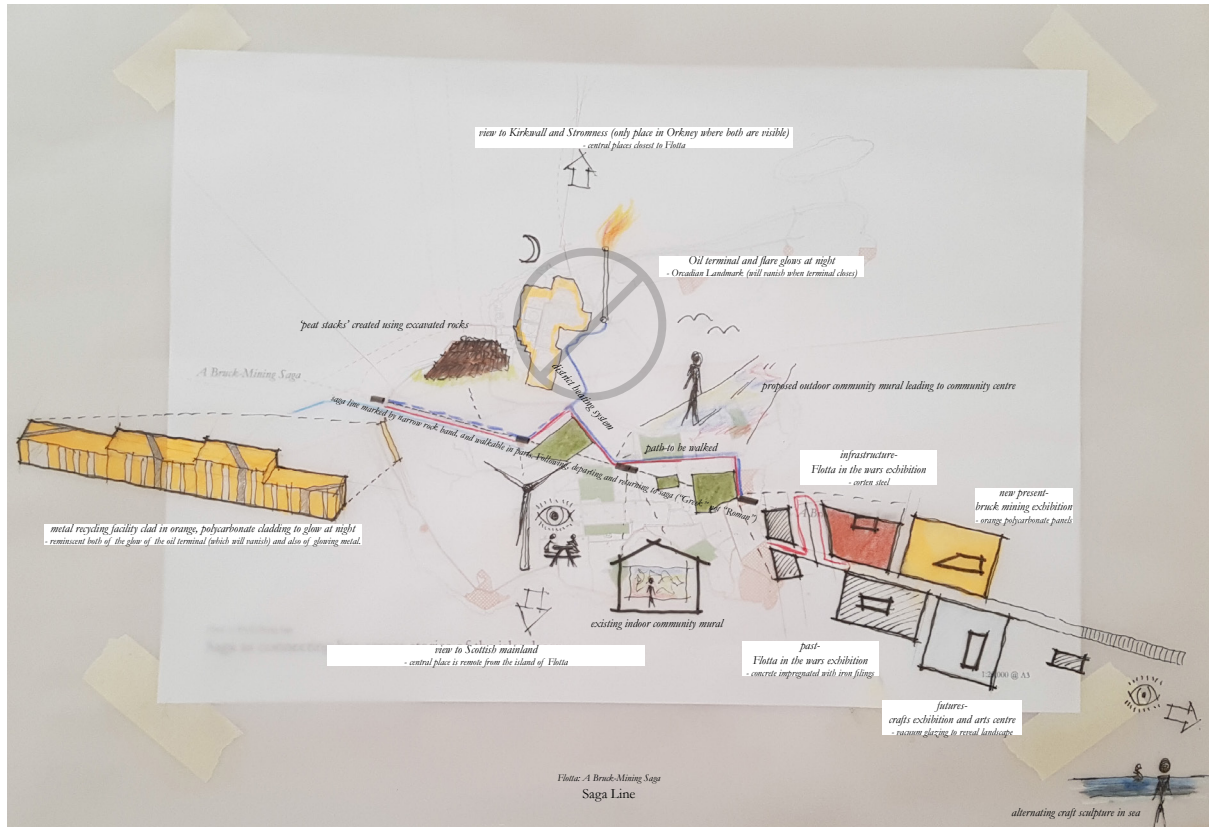 view to Kirkwall and Stromness (only place in Orkney where both are visible)
- central places closest to Flotta
Oil terminal and flare glows at night
- Orcadian Landmark (will vanish when terminal closes)
'peat stacks' created using excavated rocks
A Bruck-Mining Saga
district heating system
saga line marked by narrow rock band, and walkable in parts. Following, departing and returning to saga ("Greek" "Roman")
proposed outdoor community mural leading to community centre
path to be walked
infrastructure-
Flotta in the wars exhibition
- corten steel
new present-
bruck mining exhibition
- orange polycarbonate panels
metal recycling facility clad in orange, polycarbonate cladding to glow at night
- reminscent both of the glow of the oil terminal (which will vanish) and also of glowing metal.
existing indoor community mural
view to Scottish mainland
- central place is remote from the island of Flotta
past-
Flotta in the wars exhibition
- concrete impregnated with iron filings
@ A3
futures-
crafts exhibition and arts centre
- vacuum glazing to reveal landscape
Flotta: A Bruck-Mining Saga
Saga Line
alternating craft sculpture in sea